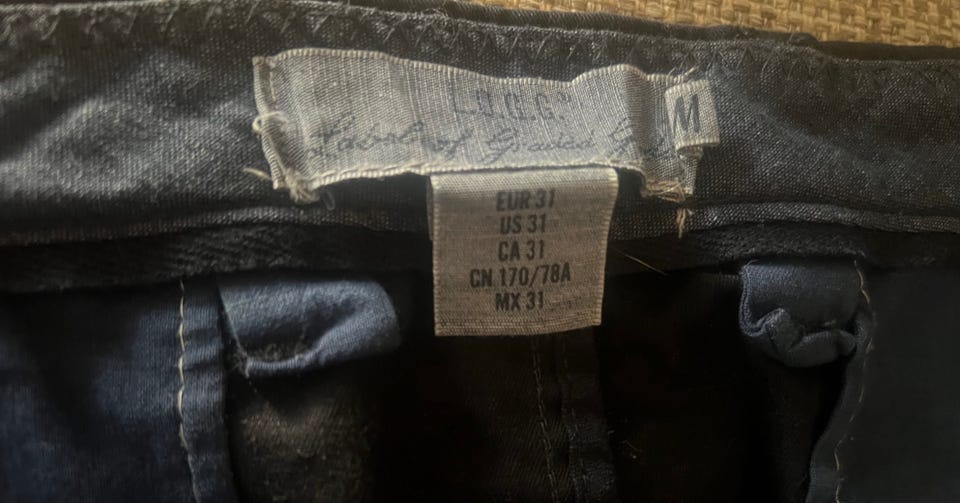 L.O.G.G.
Label of Graded Goods
M
EUR 31
US 31
CA 31
CN 170/78A
MX 31